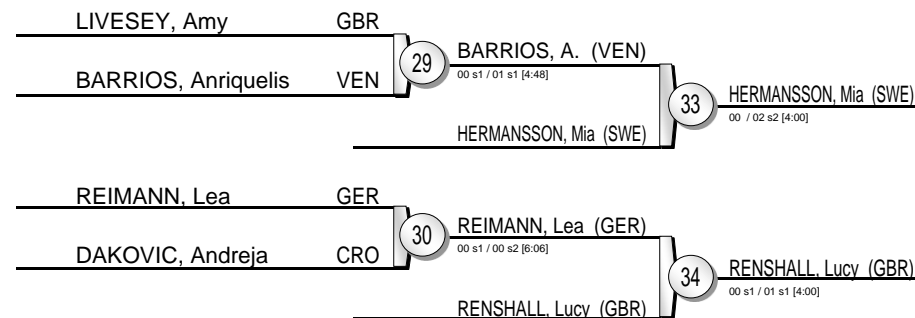 LIVESEY, Amy GBR
BARRIOS, Anriquelis VEN
29
BARRIOS, A. (VEN)
00 s1 / 01 s1 [4:48]
HERMANSSON, Mia (SWE)
33
HERMANSSON, Mia (SWE)
00 / 02 s2 [4:00]
REIMANN, Lea GER
DAKOVIC, Andreja CRO
30
REIMANN, Lea (GER)
00 s1 / 00 s2 [6:06]
RENSHALL, Lucy (GBR)
34
RENSHALL, Lucy (GBR)
00 s1 / 01 s1 [4:00]